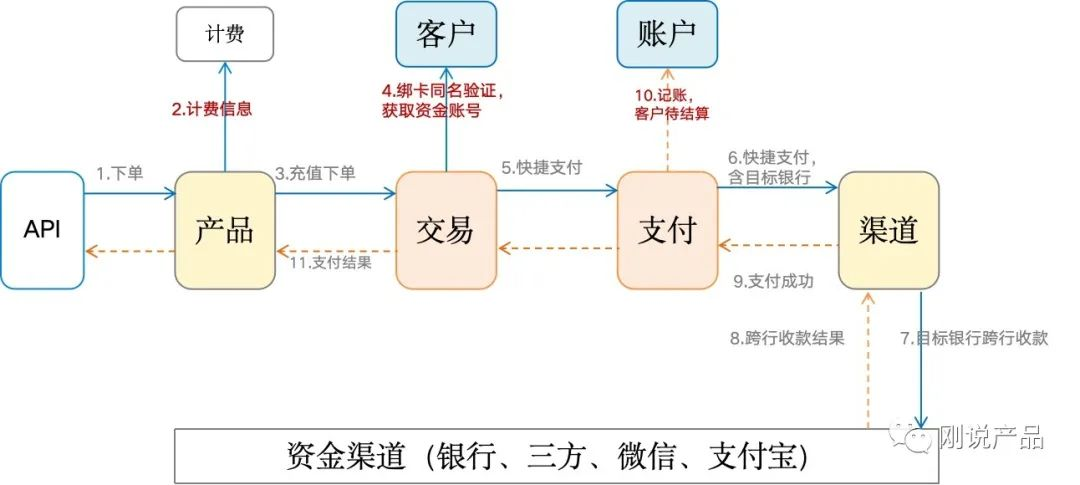 计费
客户
账户
2.计费信息
4.绑卡同名验证，
获取资金账号
10.记账，
客户待结算
1.下单
3.充值下单
5.快捷支付
6.快捷支付，
含目标银行
API
产品
交易
支付
渠道
11.支付结果
9.支付成功
8.跨行收款结果
7.目标银行跨行收款
刚说产品
资金渠道（银行、三方、微信、支付宝）